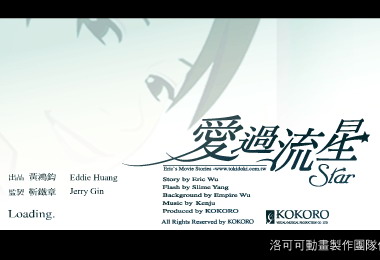 愛過流星
Star
Eric's Movie Stories -www.tokidoki.com.tw
出品 黃鴻鈞 Eddie Huang
監製 靳鐵章 Jerry Gin
Loading.
Story by Eric Wu
Flash by Slime Yang
Background by Empire Wu
Music by Kenju
Produced by KOKORO
All Rights Reserved by KOKORO
KOKORO
洛可可動畫製作團隊